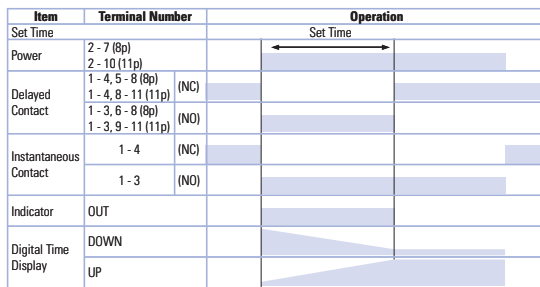 Item Terminal Number Operation
Set Time Set Time
Power 2 - 7 (8p)
2 - 10 (11p)
Delayed Contact 1 - 4, 5 - 8 (8p)
1 - 4, 8 - 11 (11p) (NC)
1 - 3, 6 - 8 (8p)
1 - 3, 9 - 11 (11p) (NO)
Instantaneous Contact 1 - 4 (NC)
1 - 3 (NO)
Indicator OUT
Digital Time Display DOWN
UP